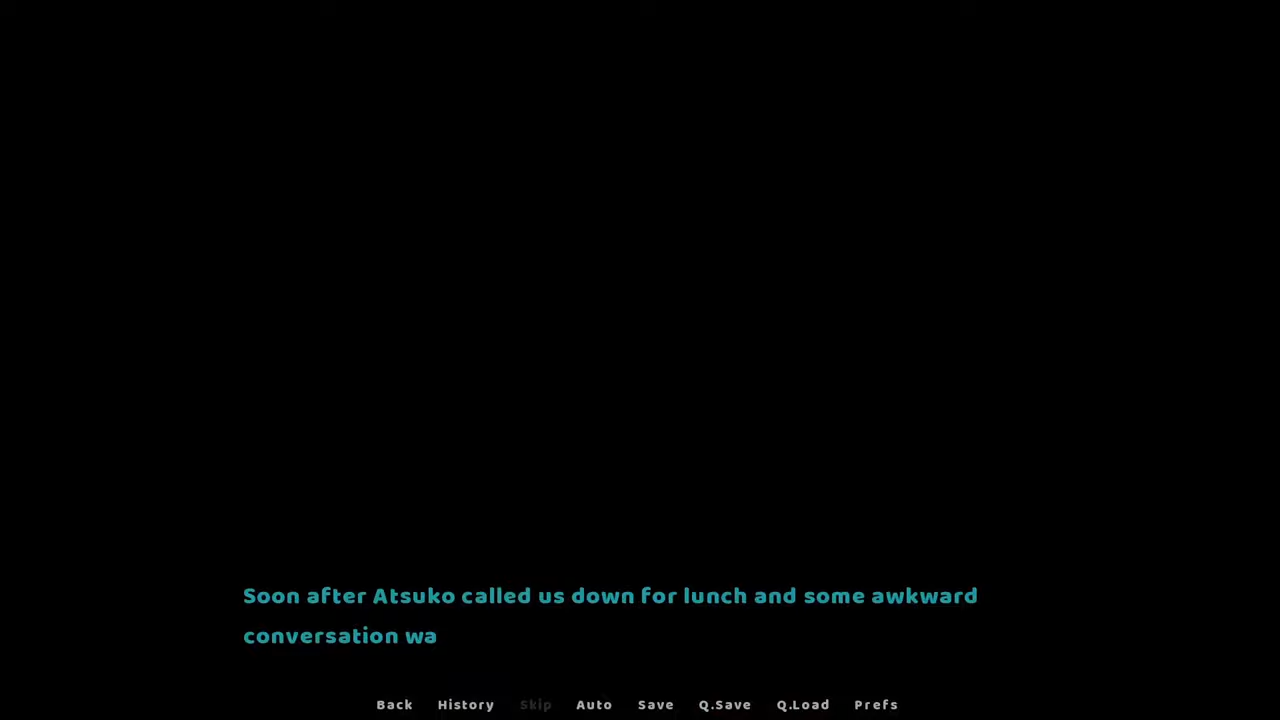 Soon after Atsuko called us down for lunch and some awkward
conversation wa
Back History Skip Auto Save Q.Save Q.Load Prefs